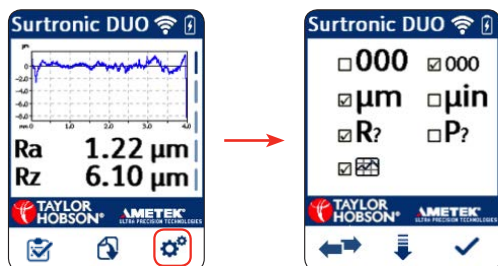 Surtronic DUO
µm
0
-2.0
-4.0
-6.0
-8.0
mm 0 1.0 2.0 3.0 4.0
Ra 1.22 µm
Rz 6.10 µm
TAYLOR HOBSON®
AMETEK®
ULTRA PRECISION TECHNOLOGIES
Surtronic DUO
000 000
µm µin
R? P?
TAYLOR HOBSON®
AMETEK®
ULTRA PRECISION TECHNOLOGIES